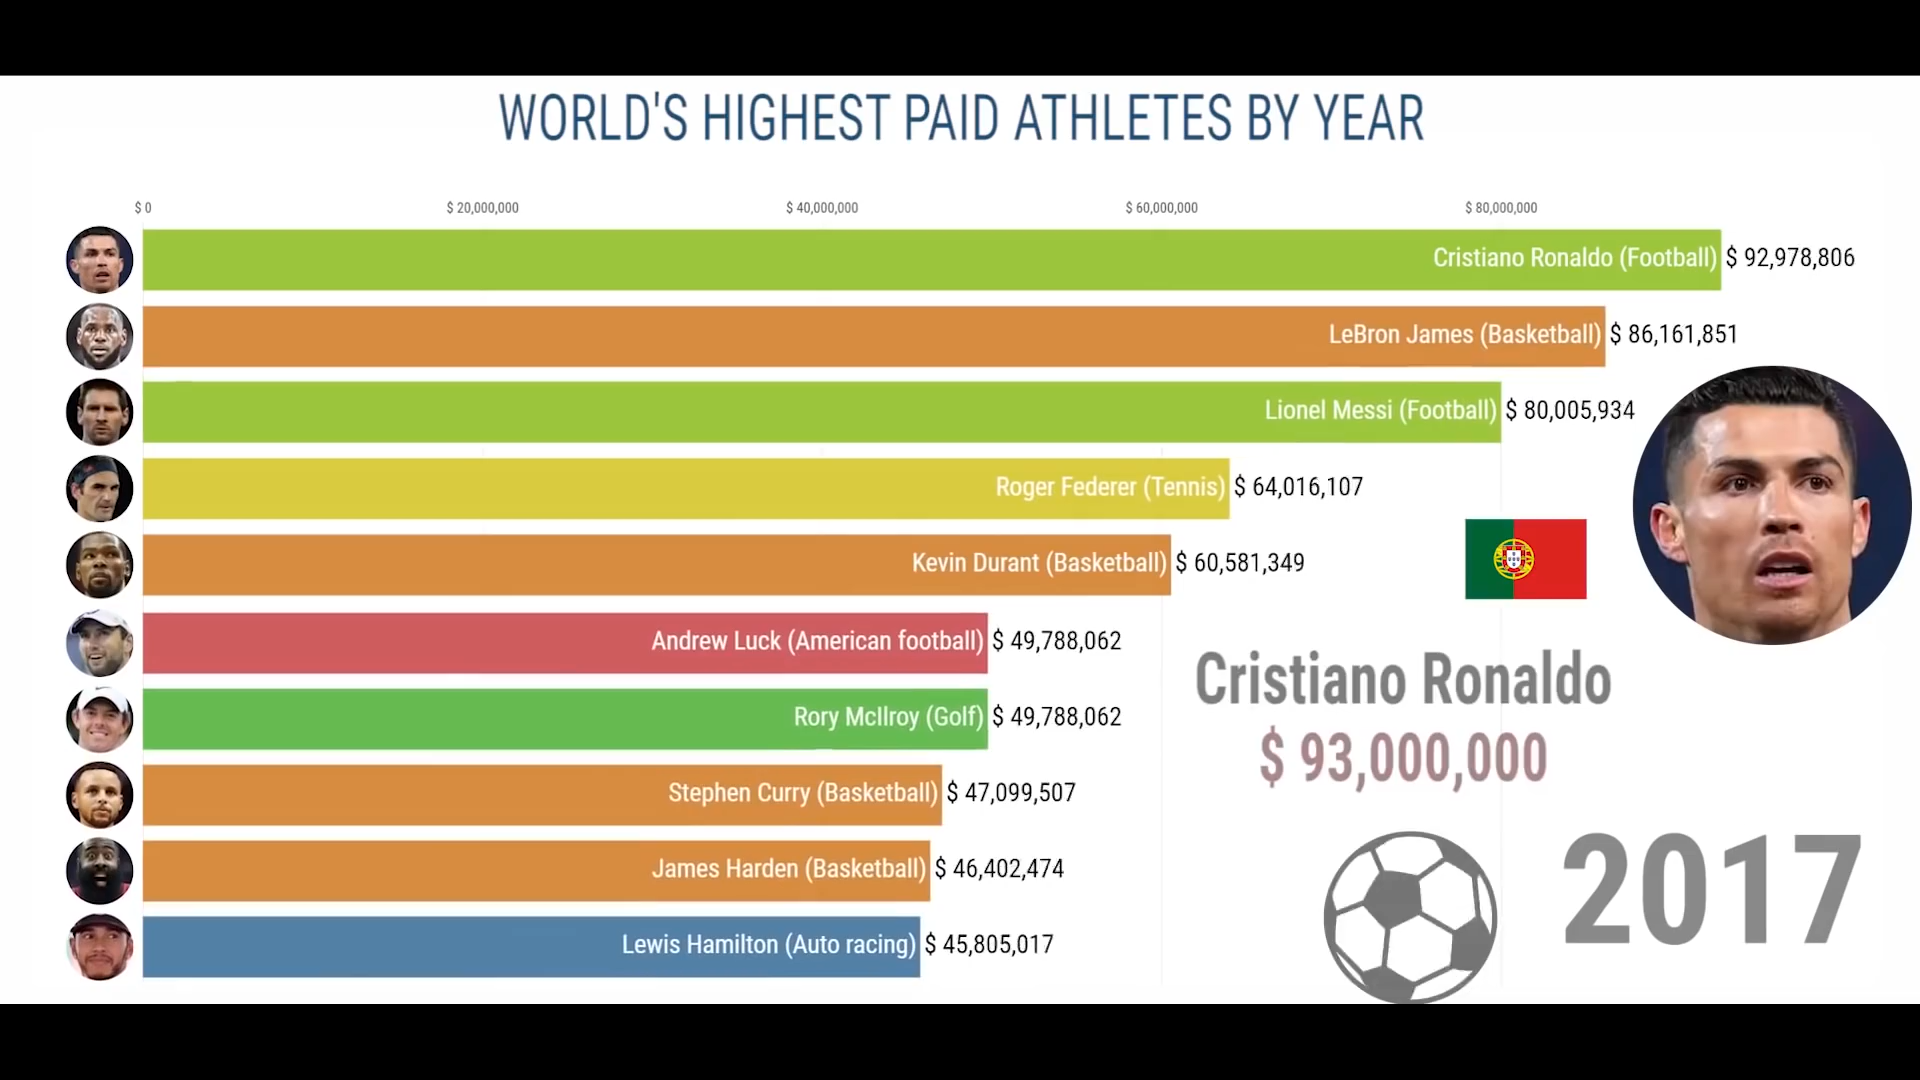 WORLD'S HIGHEST PAID ATHLETES BY YEAR
$ 0 $ 20,000,000 $ 40,000,000 $ 60,000,000 $ 80,000,000
Cristiano Ronaldo (Football) $ 92,978,806
LeBron James (Basketball) $ 86,161,851
Lionel Messi (Football) $ 80,005,934
Roger Federer (Tennis) $ 64,016,107
Kevin Durant (Basketball) $ 60,581,349
Andrew Luck (American football) $ 49,788,062
Rory McIlroy (Golf) $ 49,788,062
Stephen Curry (Basketball) $ 47,099,507
James Harden (Basketball) $ 46,402,474
Lewis Hamilton (Auto racing) $ 45,805,017
Cristiano Ronaldo
$ 93,000,000
2017